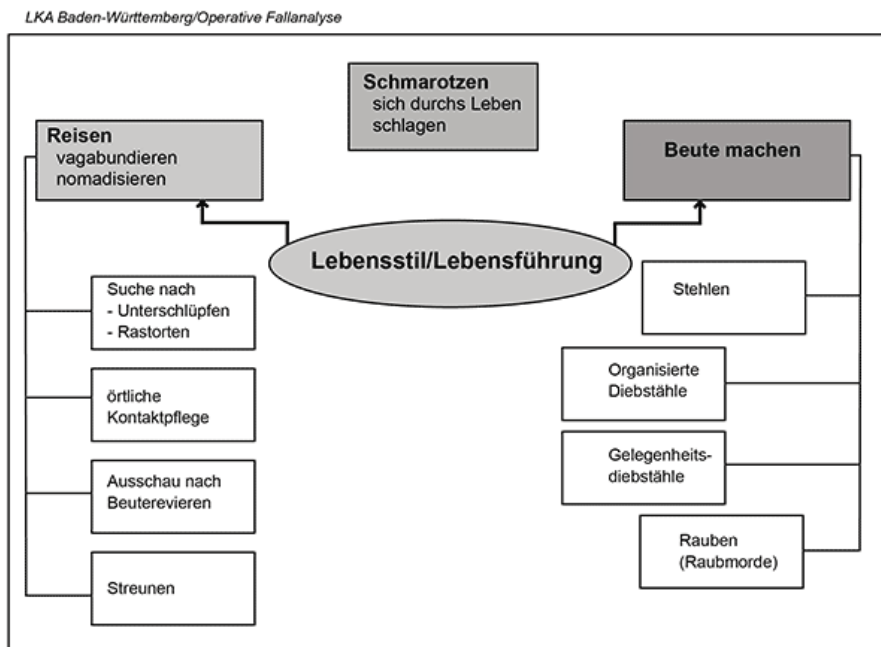 LKA Baden-Württemberg/Operative Fallanalyse
Schmarotzen
sich durchs Leben
schlagen
Reisen
vagabundieren
nomadisieren
Beute machen
Lebensstil/Lebensführung
Suche nach
- Unterschlüpfen
- Rastorten
örtliche
Kontaktpflege
Ausschau nach
Beuterevieren
Streunen
Stehlen
Organisierte
Diebstähle
Gelegenheits-
diebstähle
Rauben
(Raubmorde)